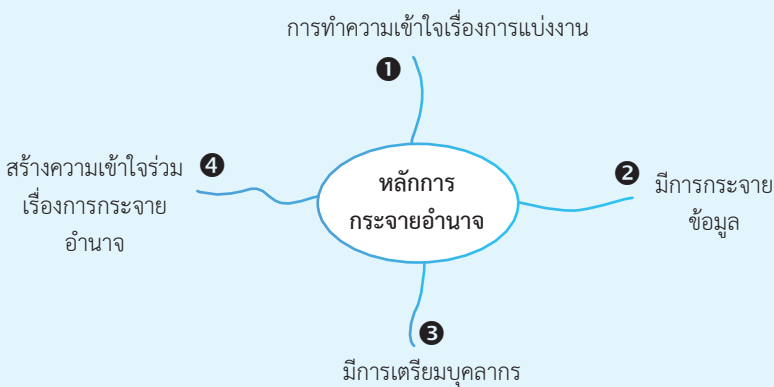 การทำความเข้าใจเรื่องการแบ่งงาน
❶
หลักการ
กระจายอำนาจ
❷
มีการกระจาย
ข้อมูล
❸
มีการเตรียมบุคลากร
❹
สร้างความเข้าใจร่วม
เรื่องการกระจาย
อำนาจ